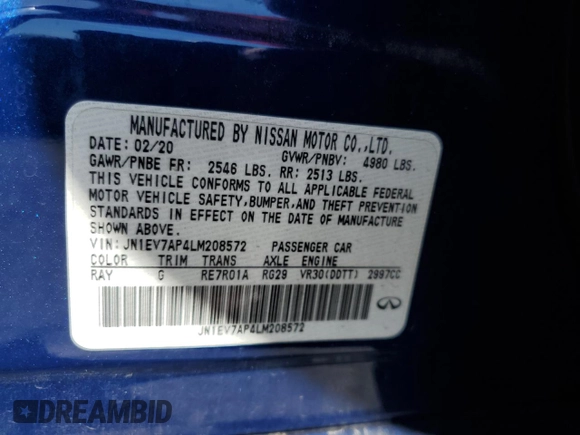 MANUFACTURED BY NISSAN MOTOR CO.,LTD.
DATE: 02/20 GVWR/PNBV: 4980 LBS.
GAWR/PNBE FR: 2546 LBS. RR: 2513 LBS.
THIS VEHICLE CONFORMS TO ALL APPLICABLE FEDERAL
MOTOR VEHICLE SAFETY, BUMPER, AND THEFT PREVENTION
STANDARDS IN EFFECT ON THE DATE OF MANUFACTURE
SHOWN ABOVE.
VIN: JN1EV7AP4LM208572 PASSENGER CAR
COLOR TRIM TRANS AXLE ENGINE
RAY G RE7R01A RG29 VR30(DDTT) 2997CC
JN1EV7AP4LM208572
DREAMBID